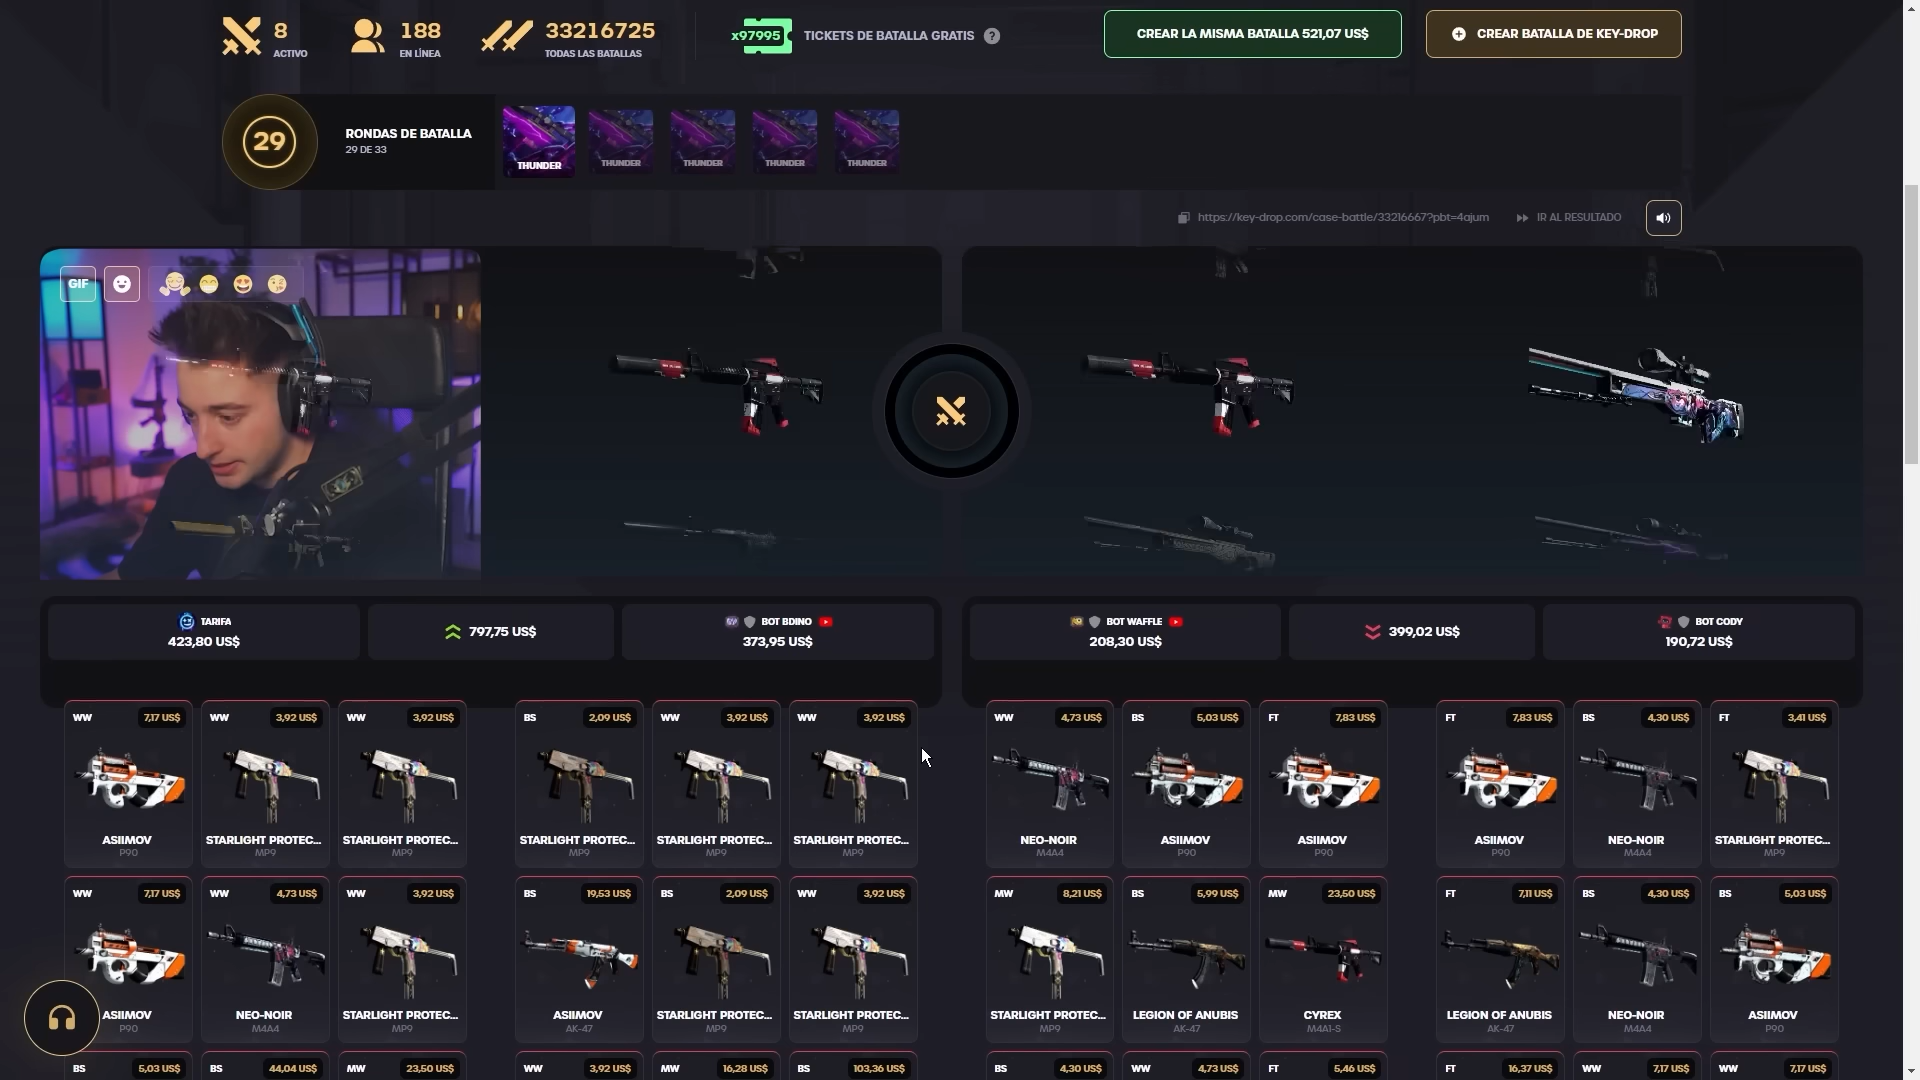 8
ACTIVO
188
EN LÍNEA
33216725
TODAS LAS BATALLAS
x97995
TICKETS DE BATALLA GRATIS ?
CREAR LA MISMA BATALLA 521,07 US$
CREAR BATALLA DE KEY-DROP
29
RONDAS DE BATALLA
29 DE 33
THUNDER THUNDER THUNDER THUNDER THUNDER
https://key-drop.com/case-battle/33216667?pbt=4ajum
IR AL RESULTADO
GIF
TARIFA
423,80 US$
797,75 US$
BOT BDINO
373,95 US$
BOT WAFFLE
208,30 US$
399,02 US$
BOT CODY
190,72 US$
WW 7,17 US$ WW 3,92 US$ WW 3,92 US$ BS 2,09 US$ WW 3,92 US$ WW 3,92 US$ WW 4,73 US$ BS 5,03 US$ FT 7,83 US$ FT 7,83 US$ BS 4,30 US$ FT 3,41 US$
ASIIMOV STARLIGHT PROTEC... STARLIGHT PROTEC... STARLIGHT PROTEC... STARLIGHT PROTEC... STARLIGHT PROTEC... NEO-NOIR ASIIMOV ASIIMOV ASIIMOV NEO-NOIR STARLIGHT PROTEC...
P90 MP9 MP9 MP9 MP9 MP9 M4A4 P90 P90 P90 M4A4 MP9
WW 7,17 US$ WW 4,73 US$ WW 3,92 US$ BS 19,53 US$ BS 2,09 US$ WW 3,92 US$ MW 8,21 US$ BS 5,99 US$ MW 23,50 US$ FT 7,11 US$ BS 4,30 US$ BS 5,03 US$
ASIIMOV NEO-NOIR STARLIGHT PROTEC... ASIIMOV STARLIGHT PROTEC... STARLIGHT PROTEC... STARLIGHT PROTEC... LEGION OF ANUBIS CYREX LEGION OF ANUBIS NEO-NOIR ASIIMOV
P90 M4A4 MP9 AK-47 MP9 MP9 MP9 AK-47 M4A1-S AK-47 M4A4 P90
BS 5,03 US$ BS 44,04 US$ MW 23,50 US$ WW 3,92 US$ MW 16,28 US$ BS 103,36 US$ BS 4,30 US$ WW 4,73 US$ FT 5,46 US$ FT 16,37 US$ WW 7,17 US$ WW 7,17 US$